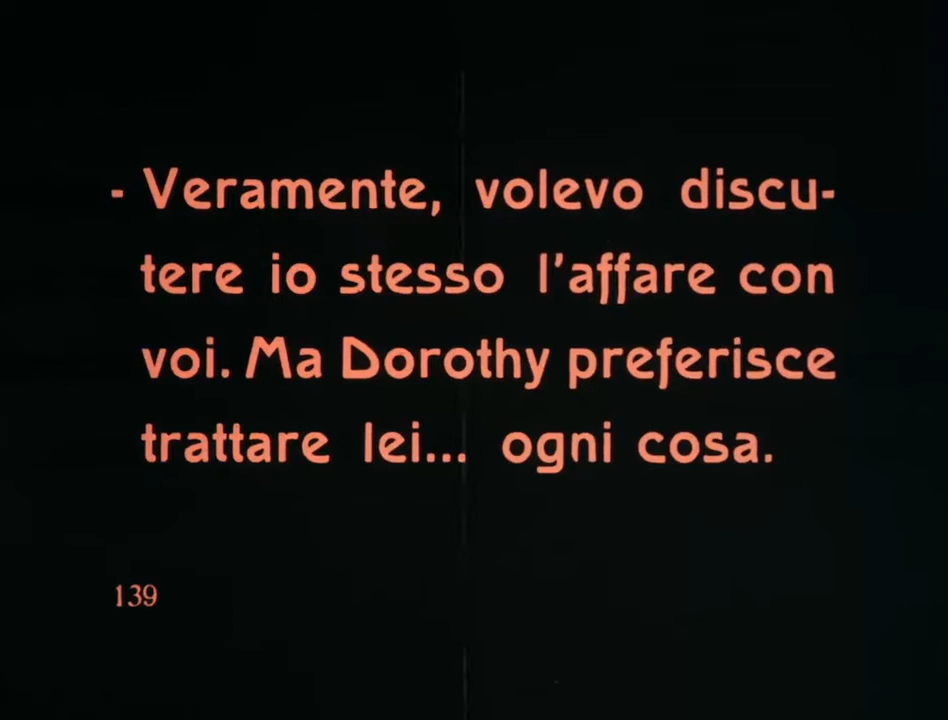 - Veramente, volevo discu-
tere io stesso l'affare con
voi. Ma Dorothy preferisce
trattare lei... ogni cosa.
139